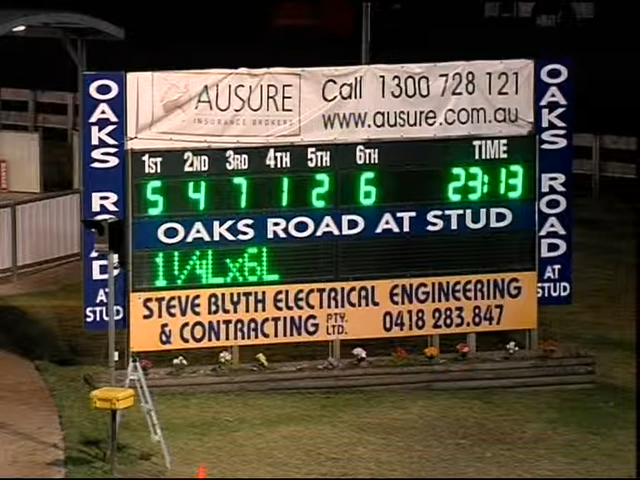 AUSURE
INSURANCE BROKERS
Call 1300 728 121
www.ausure.com.au
OAKS ROAD AT STUD
OAKS ROAD AT STUD
1ST 2ND 3RD 4TH 5TH 6TH TIME
5 4 7 1 2 6 23:13
OAKS ROAD AT STUD
1¼Lx6L
STEVE BLYTH ELECTRICAL ENGINEERING
& CONTRACTING PTY. LTD. 0418 283.847